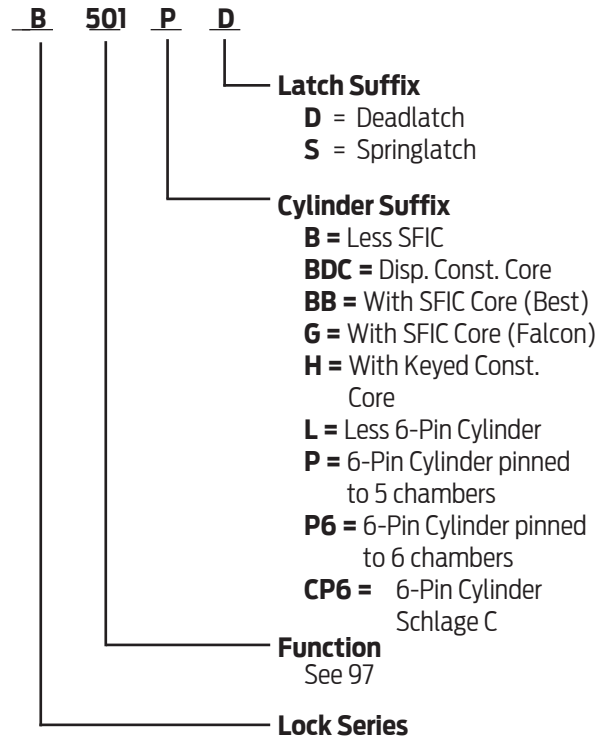 B 501 P D
Latch Suffix
D = Deadlatch
S = Springlatch
Cylinder Suffix
B = Less SFIC
BDC = Disp. Const. Core
BB = With SFIC Core (Best)
G = With SFIC Core (Falcon)
H = With Keyed Const.
Core
L = Less 6-Pin Cylinder
P = 6-Pin Cylinder pinned
to 5 chambers
P6 = 6-Pin Cylinder pinned
to 6 chambers
CP6 = 6-Pin Cylinder
Schlage C
Function
See 97
Lock Series